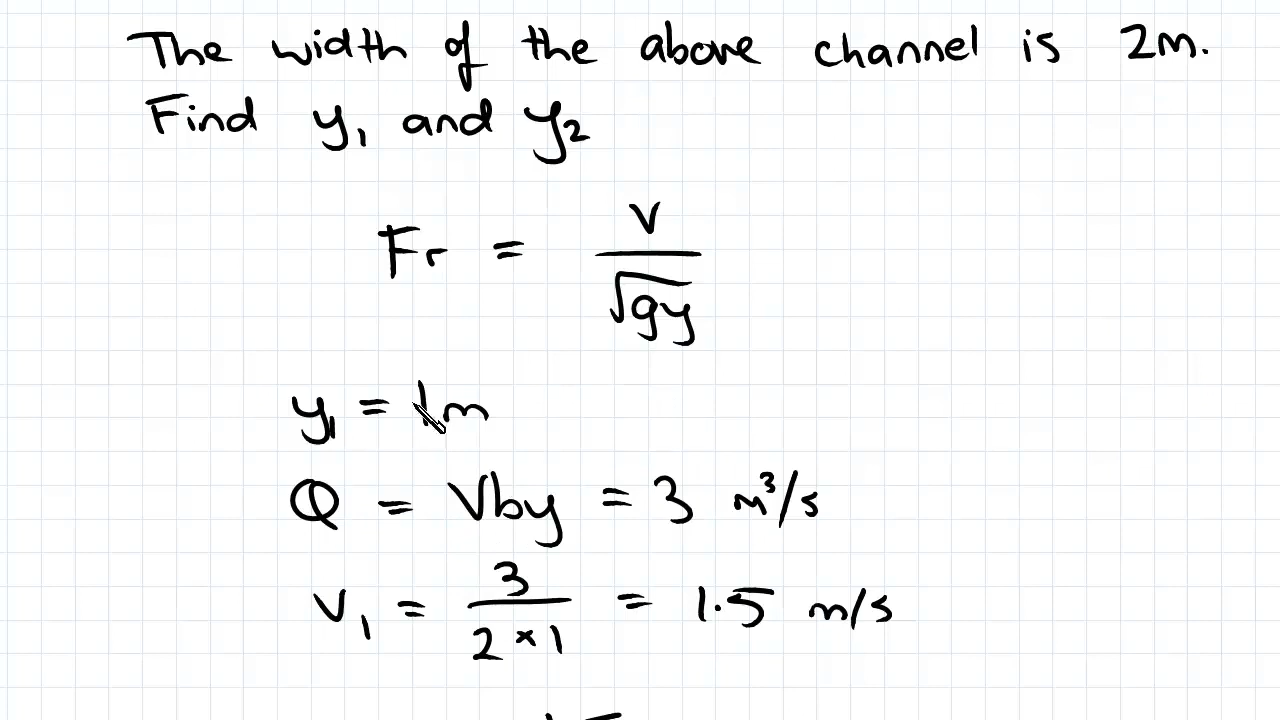 The width of the above channel is 2m.
Find y₁ and y₂
Fr = v / √gy
y₁ = 1m
Q = Vby = 3 m³/s
v₁ = 3 / 2 × 1 = 1.5 m/s